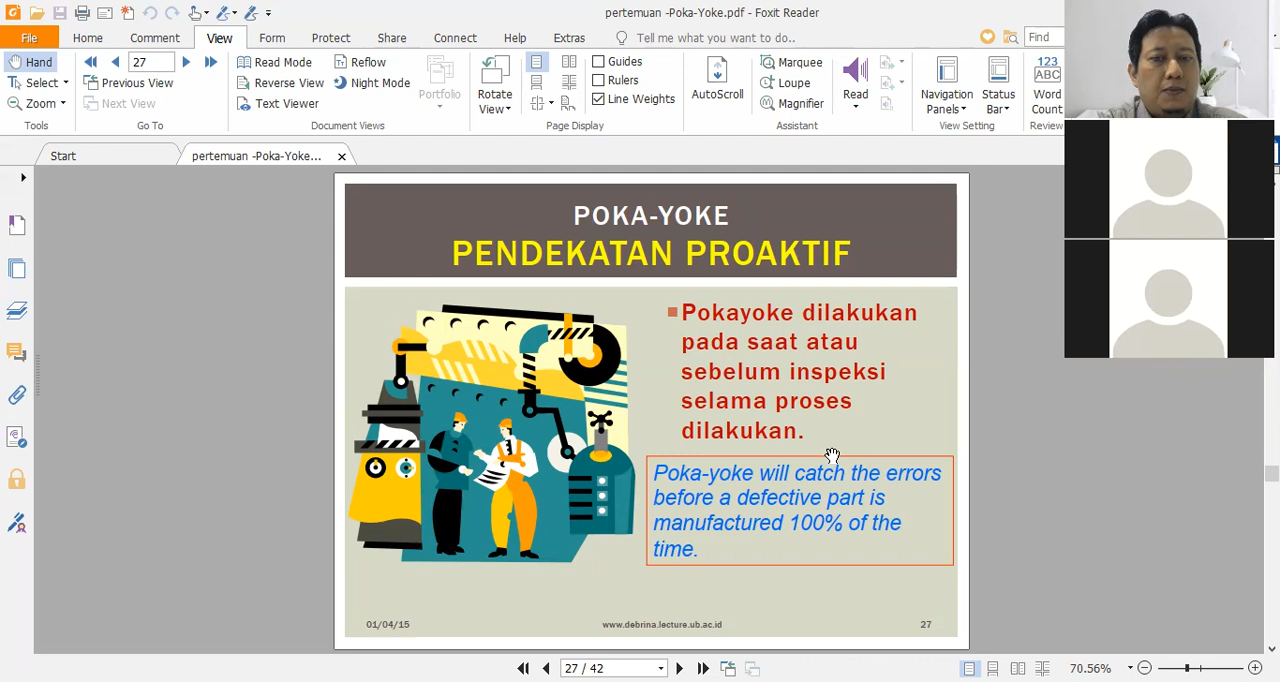 pertemuan -Poka-Yoke.pdf - Foxit Reader
File Home Comment View Form Protect Share Connect Help Extras Tell me what you want to do.. Find
Hand 27 Read Mode Reflow Guides Marquee
Select Previous View Reverse View Night Mode Portfolio Rotate View Rulers AutoScroll Loupe Read Navigation Panels Status Bar 123 ABC Word Count
Zoom Next View Text Viewer Line Weights Magnifier
Tools Go To Document Views Page Display Assistant View Setting Review
Start pertemuan -Poka-Yoke...
POKA-YOKE
PENDEKATAN PROAKTIF
Pokayoke dilakukan
pada saat atau
sebelum inspeksi
selama proses
dilakukan.
Poka-yoke will catch the errors
before a defective part is
manufactured 100% of the
time.
01/04/15 www.debrina.lecture.ub.ac.id 27
27 / 42 70.56%